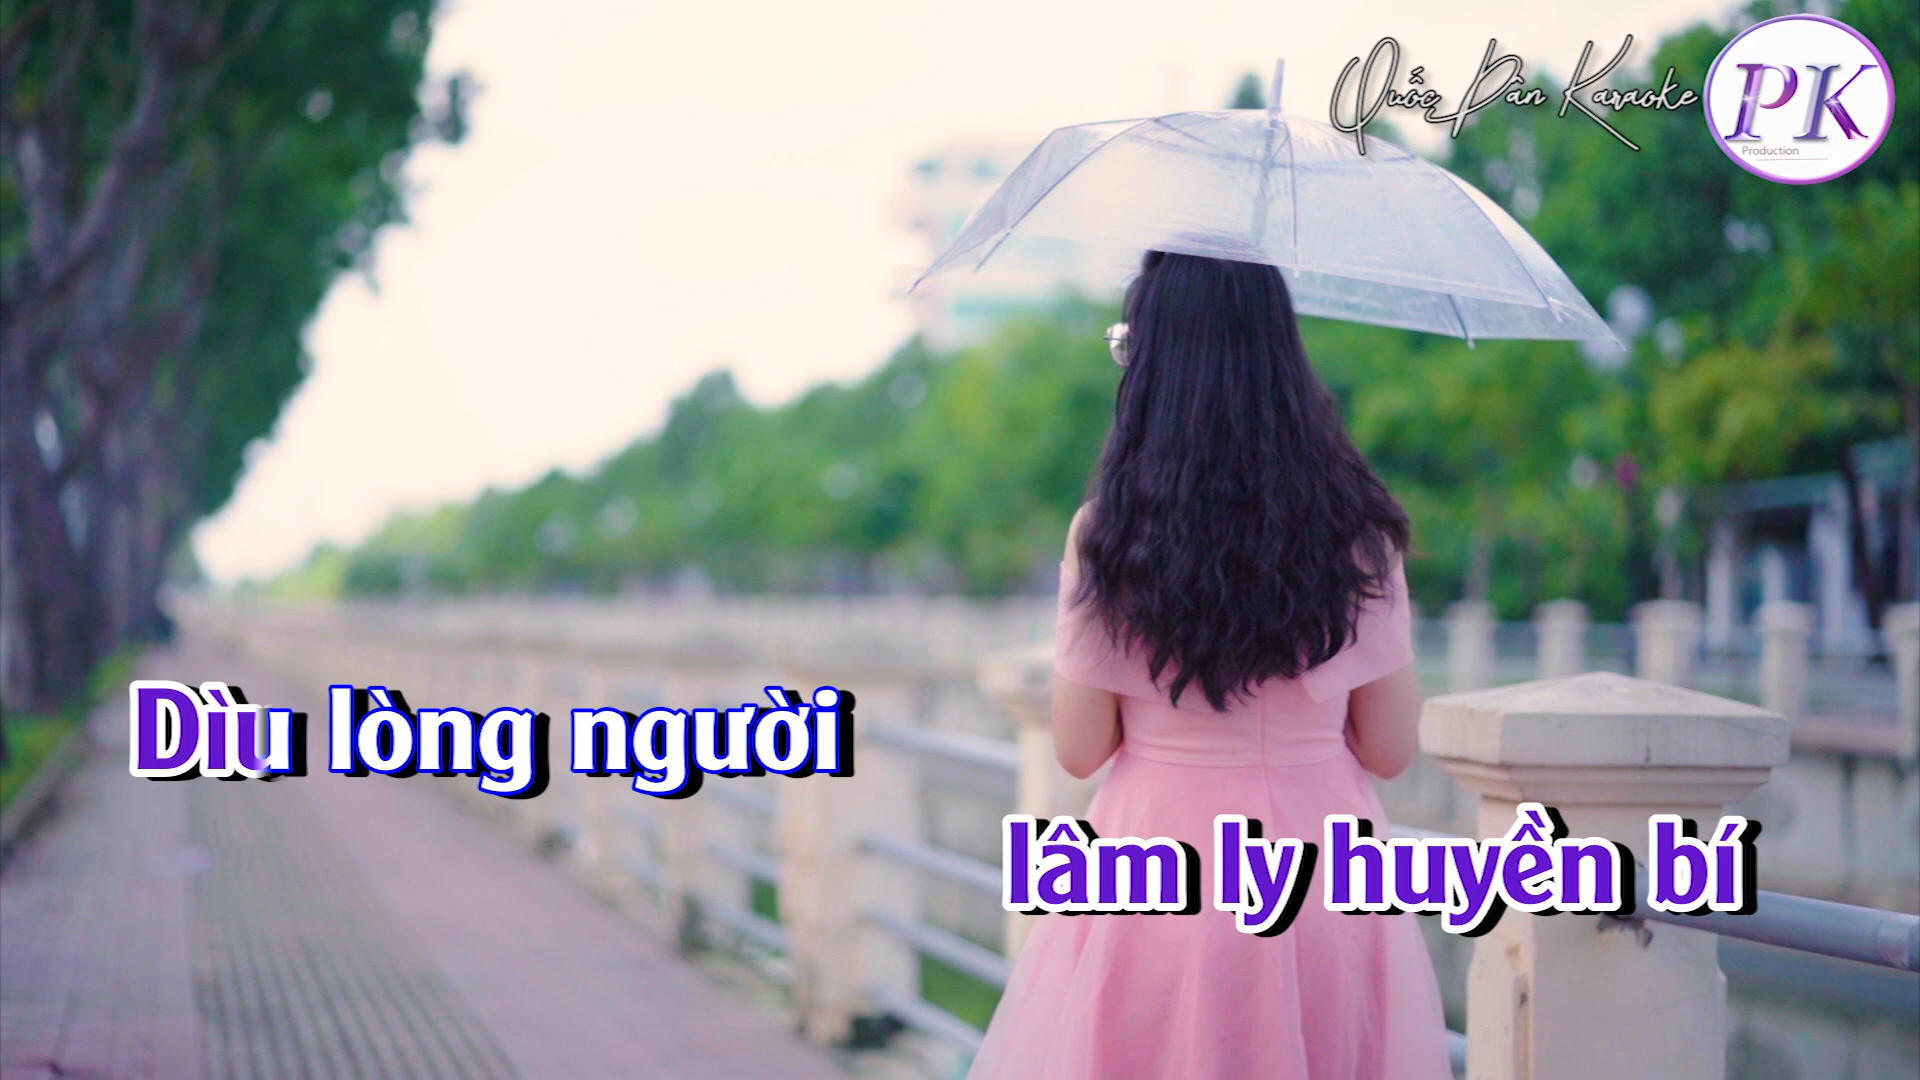 Quốc Dân Karaoke
PK
Production
Dìu lòng người
lâm ly huyền bí